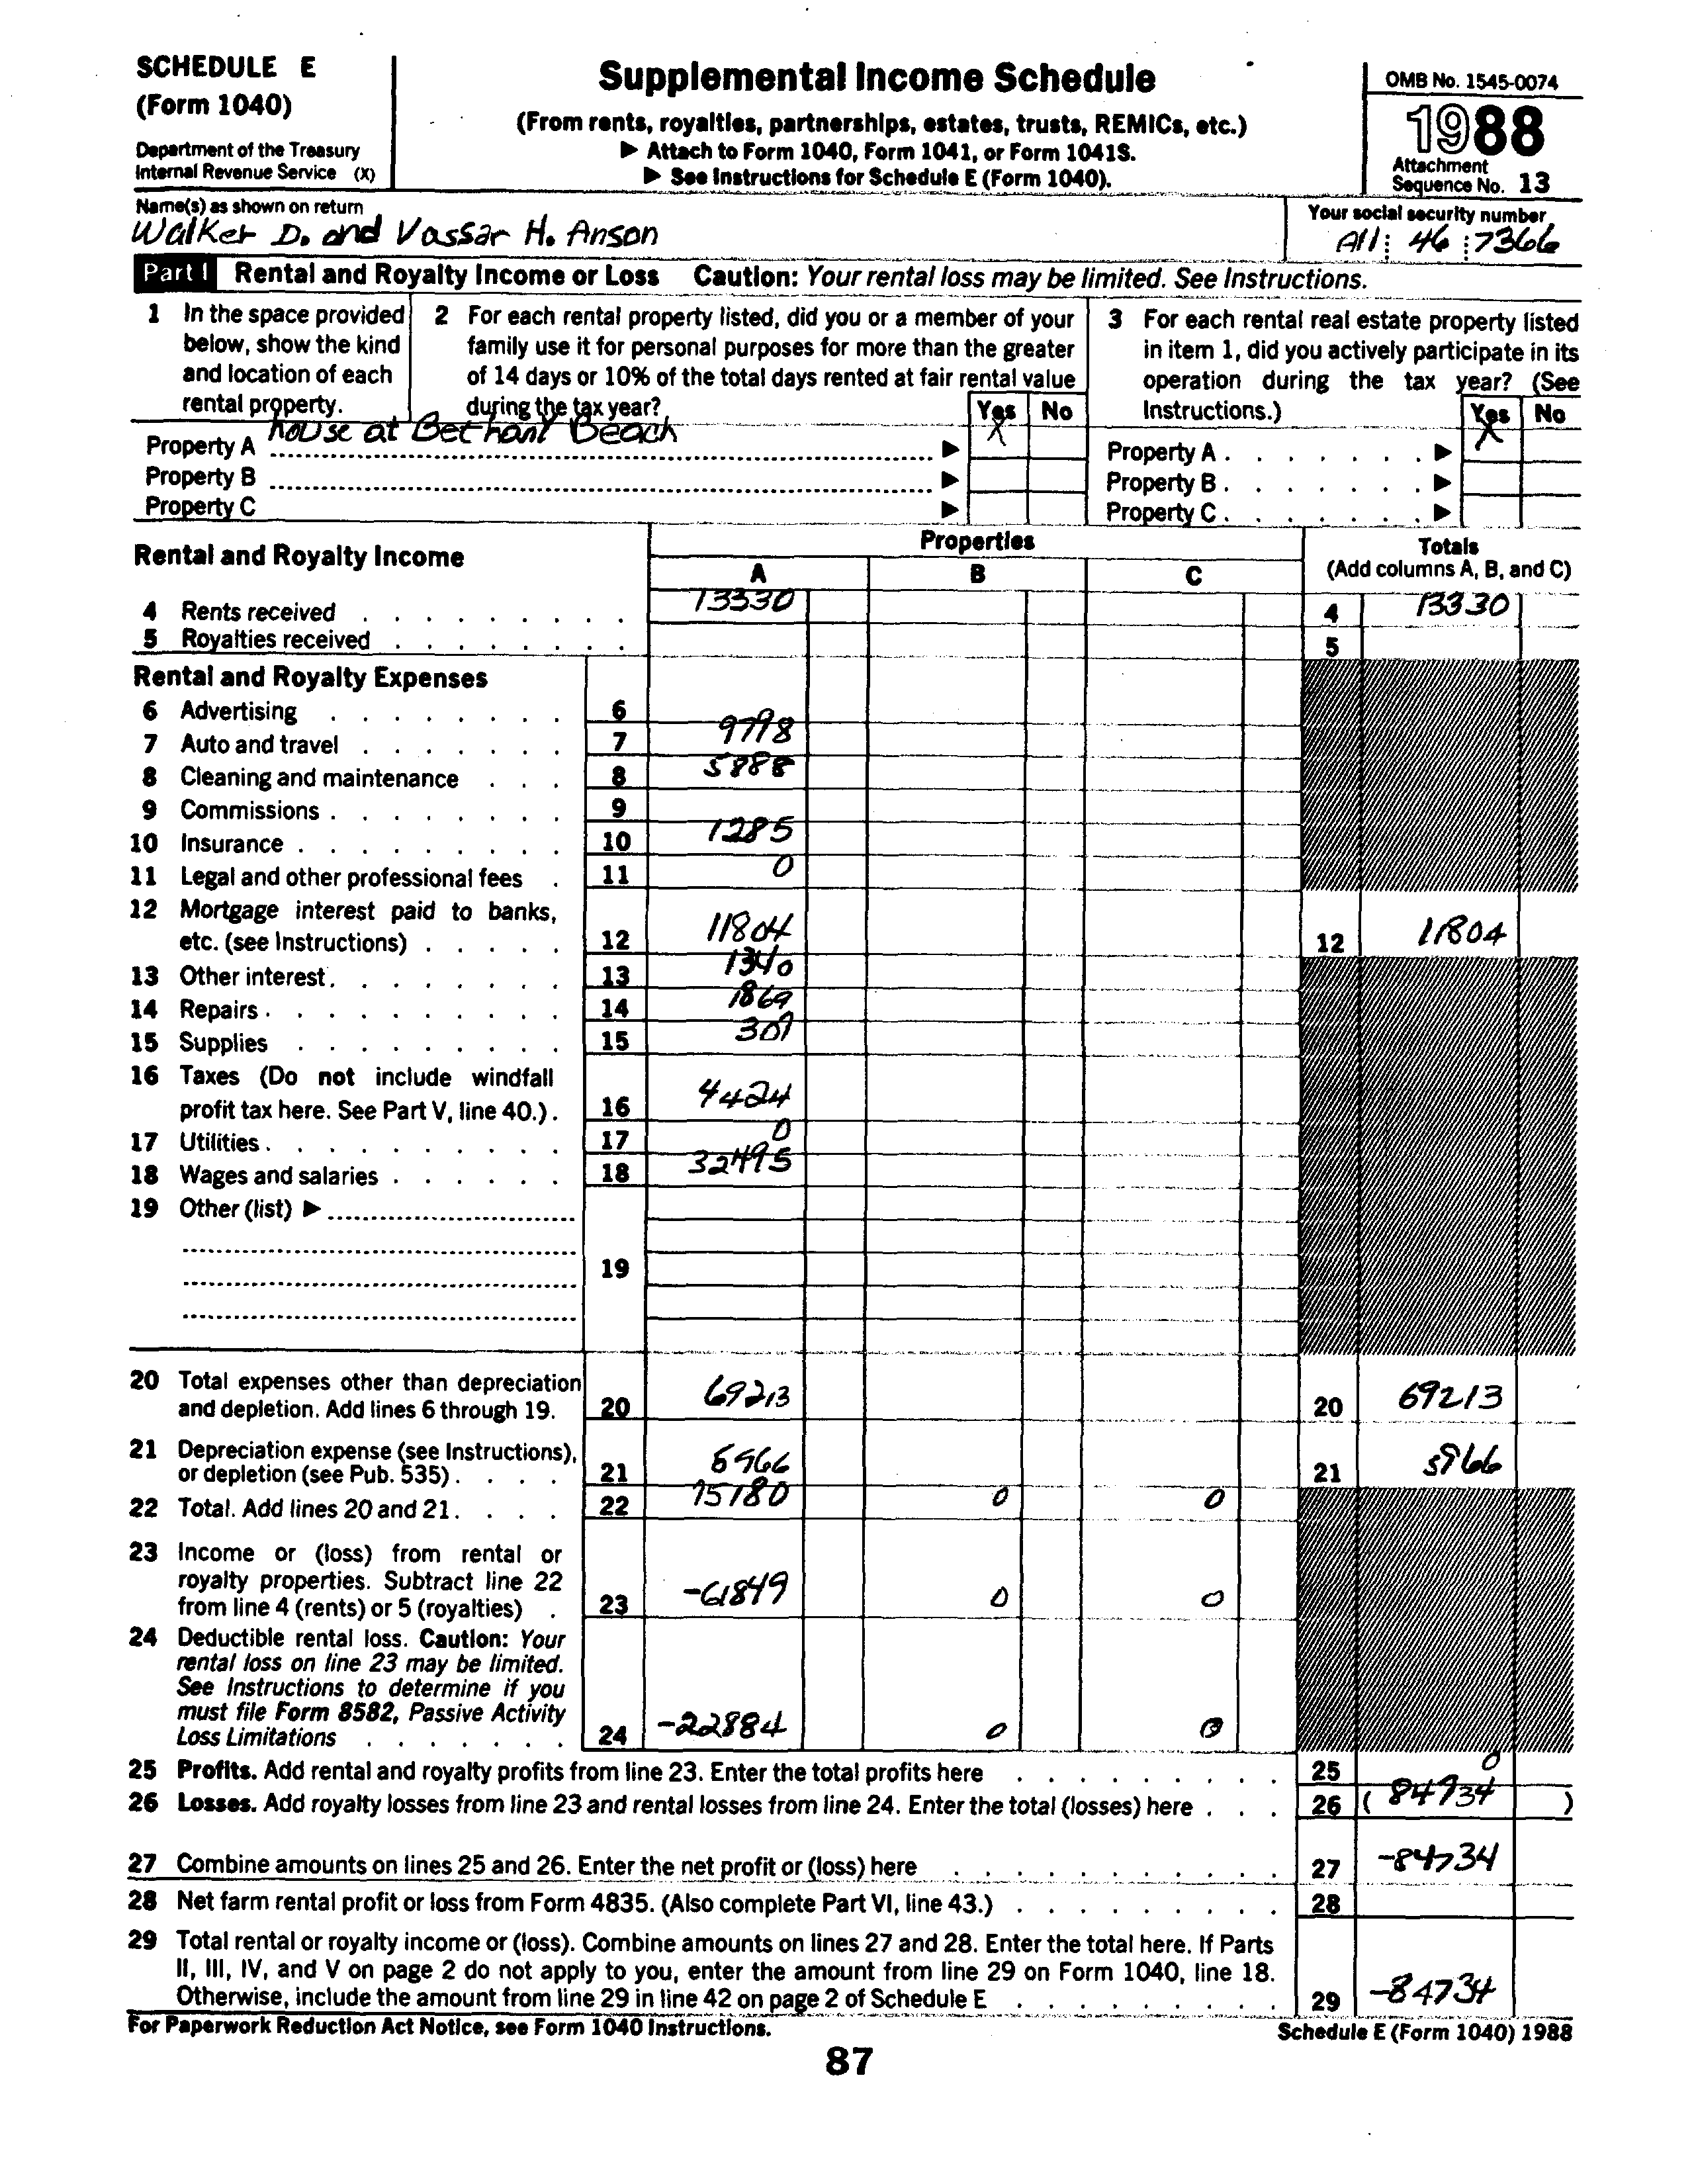 SCHEDULE E
(Form 1040)
Department of the Treasury
Internal Revenue Service (X)
Supplemental Income Schedule
(From rents, royalties, partnerships, estates, trusts, REMICs, etc.)
▶ Attach to Form 1040, Form 1041, or Form 1041S.
▶ See Instructions for Schedule E (Form 1040).
OMB No. 1545-0074
1988
Attachment
Sequence No. 13
Name(s) as shown on return
Walker D. and Vassar H. Anson
Your social security number
A11 46 7366
Part I Rental and Royalty Income or Loss Caution: Your rental loss may be limited. See Instructions.
1 In the space provided
below, show the kind
and location of each
rental property.
2 For each rental property listed, did you or a member of your
family use it for personal purposes for more than the greater
of 14 days or 10% of the total days rented at fair rental value
during the tax year?
Yes No
3 For each rental real estate property listed
in item 1, did you actively participate in its
operation during the tax year? (See
Instructions.)
Yes No
Property A house at Bethany Beach ▶ X
Property A ▶ X
Property B ▶
Property B ▶
Property C ▶
Property C ▶
Rental and Royalty Income
Properties
A B C
Totals
(Add columns A, B, and C)
4 Rents received 13330 4 13330
5 Royalties received 5
Rental and Royalty Expenses
6 Advertising 6
7 Auto and travel 7 9798
8 Cleaning and maintenance 8 5888
9 Commissions 9
10 Insurance 10 1285
11 Legal and other professional fees 11 0
12 Mortgage interest paid to banks,
etc. (see Instructions) 12 11804 12 11804
13 Other interest 13 1340
14 Repairs 14 1869
15 Supplies 15 309
16 Taxes (Do not include windfall
profit tax here. See Part V, line 40.) 16 4424
17 Utilities 17 0
18 Wages and salaries 18 32495
19 Other (list) ▶
19
20 Total expenses other than depreciation
and depletion. Add lines 6 through 19. 20 69213 20 69213
21 Depreciation expense (see Instructions),
or depletion (see Pub. 535) 21 5966 21 5966
22 Total. Add lines 20 and 21 22 75180 0 0
23 Income or (loss) from rental or
royalty properties. Subtract line 22
from line 4 (rents) or 5 (royalties) 23 -61849 0 0
24 Deductible rental loss. Caution: Your
rental loss on line 23 may be limited.
See Instructions to determine if you
must file Form 8582, Passive Activity
Loss Limitations 24 -22884 0 0
25 Profits. Add rental and royalty profits from line 23. Enter the total profits here 25 0
26 Losses. Add royalty losses from line 23 and rental losses from line 24. Enter the total (losses) here 26 ( 84734 )
27 Combine amounts on lines 25 and 26. Enter the net profit or (loss) here 27 -84734
28 Net farm rental profit or loss from Form 4835. (Also complete Part VI, line 43.) 28
29 Total rental or royalty income or (loss). Combine amounts on lines 27 and 28. Enter the total here. If Parts
II, III, IV, and V on page 2 do not apply to you, enter the amount from line 29 on Form 1040, line 18.
Otherwise, include the amount from line 29 in line 42 on page 2 of Schedule E 29 -84734
For Paperwork Reduction Act Notice, see Form 1040 Instructions.
Schedule E (Form 1040) 1988
87